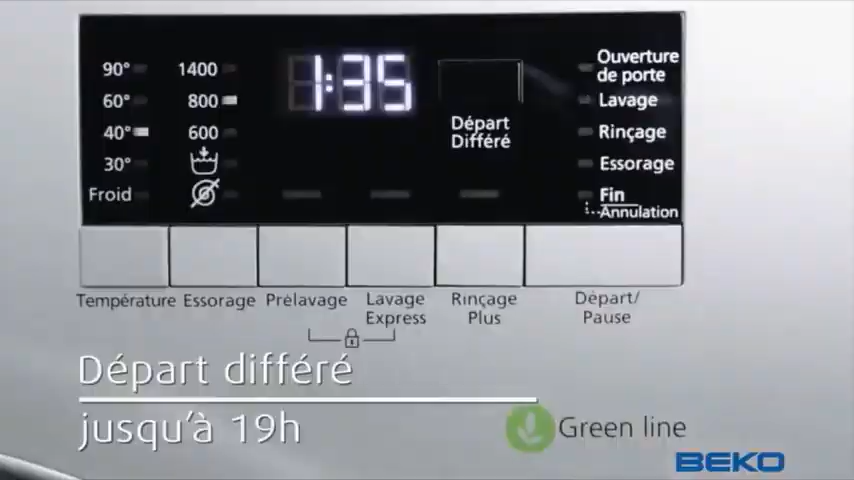 90°
60°
40°
30°
Froid
1400
800
600
1:35
Départ
Différé
Ouverture
de porte
Lavage
Rinçage
Essorage
Fin
Annulation
Température
Essorage
Prélavage
Lavage
Express
Rinçage
Plus
Départ/
Pause
Départ différé
jusqu'à 19h
Green line
BEKO